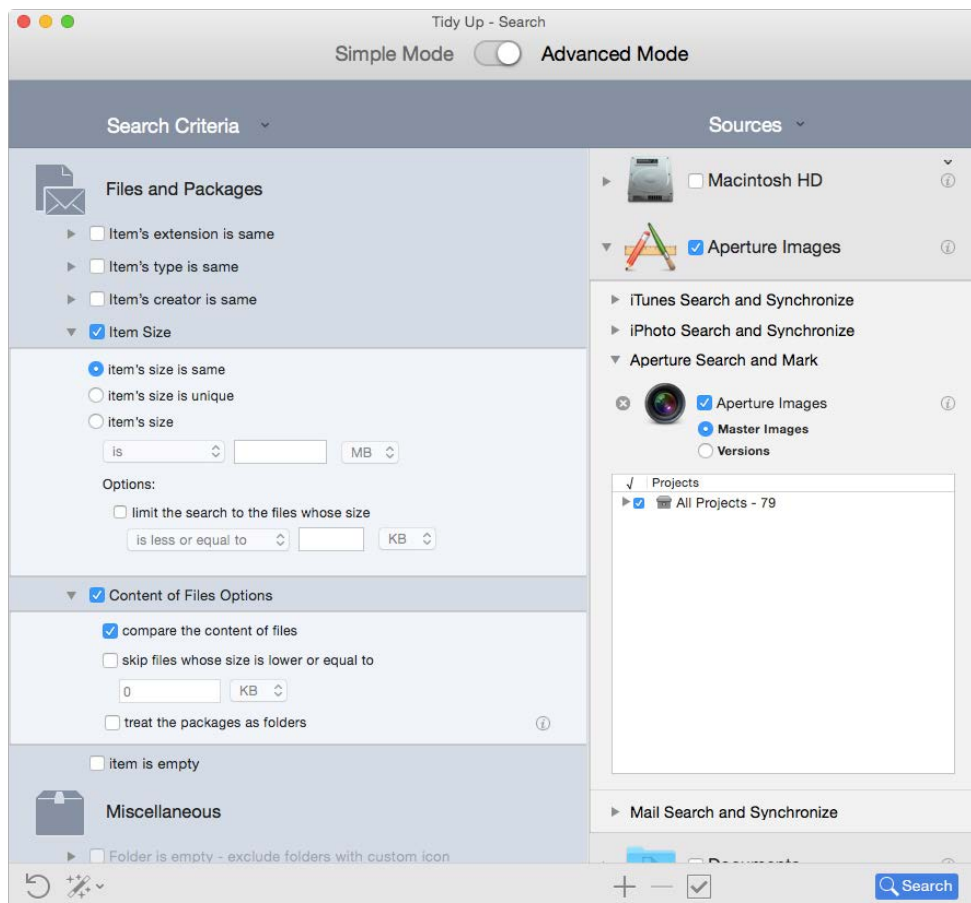 Tidy Up - Search
Simple Mode Advanced Mode
Search Criteria
Files and Packages
Item's extension is same
Item's type is same
Item's creator is same
Item Size
item's size is same
item's size is unique
item's size
is MB
Options:
limit the search to the files whose size
is less or equal to KB
Content of Files Options
compare the content of files
skip files whose size is lower or equal to
0 KB
treat the packages as folders
item is empty
Miscellaneous
Folder is empty - exclude folders with custom icon
Sources
Macintosh HD
Aperture Images
iTunes Search and Synchronize
iPhoto Search and Synchronize
Aperture Search and Mark
Aperture Images
Master Images
Versions
√ Projects
All Projects - 79
Mail Search and Synchronize
Documents
Search